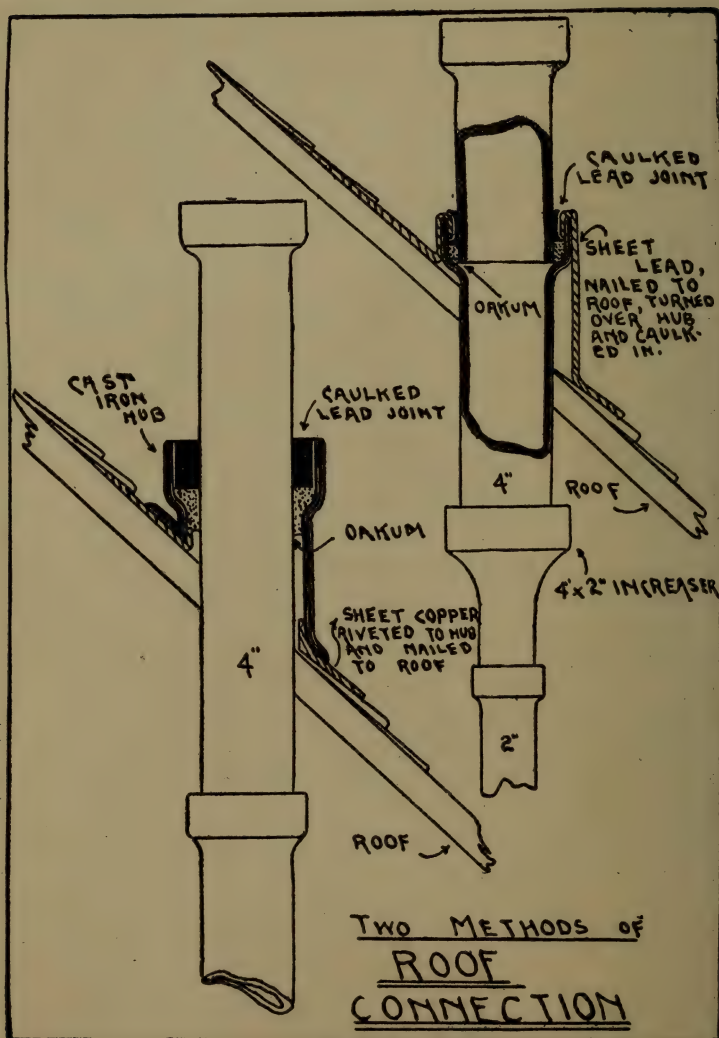 CAULKED
LEAD JOINT
SHEET
LEAD,
NAILED TO
ROOF, TURNED
OVER HUB
AND CAULK-
ED IN.
OAKUM
4"
ROOF
4"x 2" INCREASER
2"
CAST
IRON
HUB
CAULKED
LEAD JOINT
OAKUM
SHEET COPPER
RIVETED TO HUB
AND NAILED
TO ROOF
4"
ROOF
TWO METHODS OF
ROOF
CONNECTION